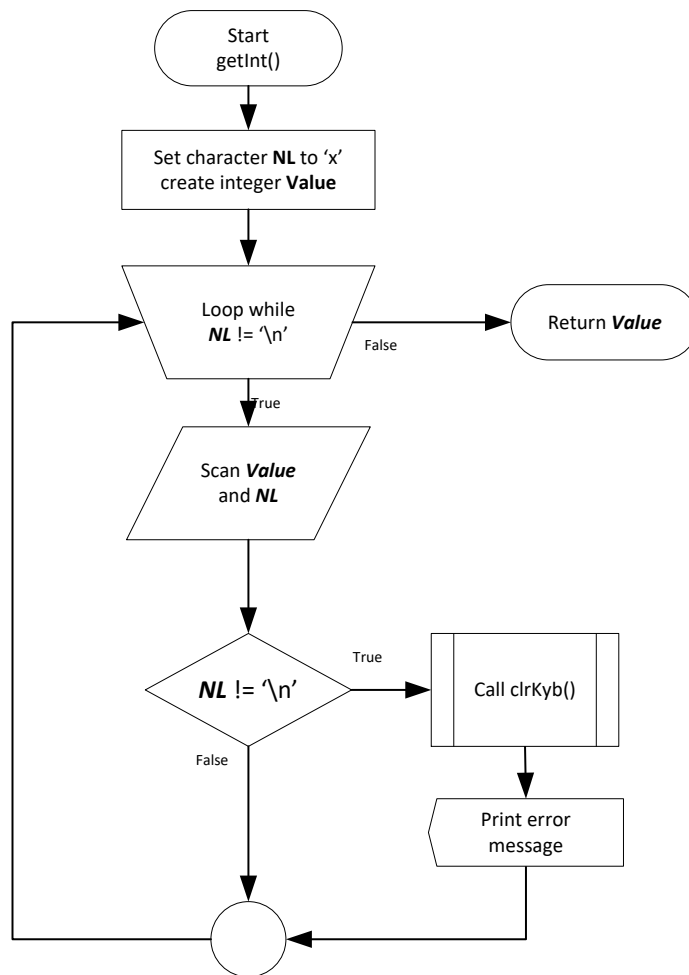 Start
getInt()
Set character NL to ‘x’
create integer Value
Loop while
NL != ‘\n’
False
Return Value
True
Scan Value
and NL
NL != ‘\n’
True
Call clrKyb()
False
Print error
message